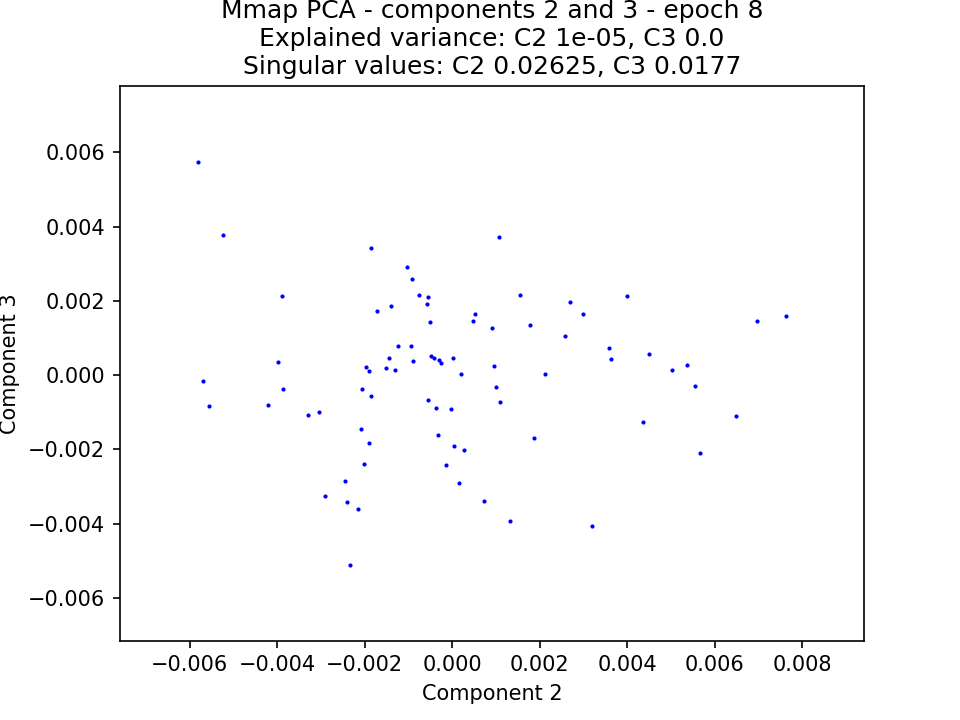 Mmap PCA - components 2 and 3 - epoch 8
Explained variance: C2 1e-05, C3 0.0
Singular values: C2 0.02625, C3 0.0177
Component 3
0.006
0.004
0.002
0.000
−0.002
−0.004
−0.006
−0.006 −0.004 −0.002 0.000 0.002 0.004 0.006 0.008
Component 2